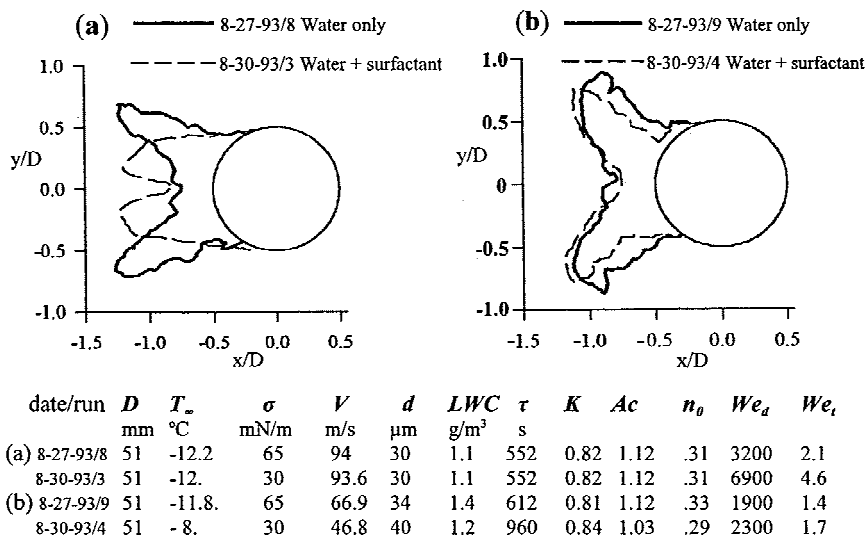 (a) 8-27-93/8 Water only
8-30-93/3 Water + surfactant
1.0
0.5
y/D
0.0
-0.5
-1.0
-1.5 -1.0 -0.5 0.0 0.5
x/D
(b) 8-27-93/9 Water only
8-30-93/4 Water + surfactant
1.0
0.5
y/D
0
-0.5
-1.0
-1.5 -1.0 -0.5 0.0 0.5
x/D
date/run D T∞ σ V d LWC τ K Ac n0 Wed Wet
mm °C mN/m m/s μm g/m³ s
(a) 8-27-93/8 51 -12.2 65 94 30 1.1 552 0.82 1.12 .31 3200 2.1
8-30-93/3 51 -12. 30 93.6 30 1.1 552 0.82 1.12 .31 6900 4.6
(b) 8-27-93/9 51 -11.8. 65 66.9 34 1.4 612 0.81 1.12 .33 1900 1.4
8-30-93/4 51 - 8. 30 46.8 40 1.2 960 0.84 1.03 .29 2300 1.7